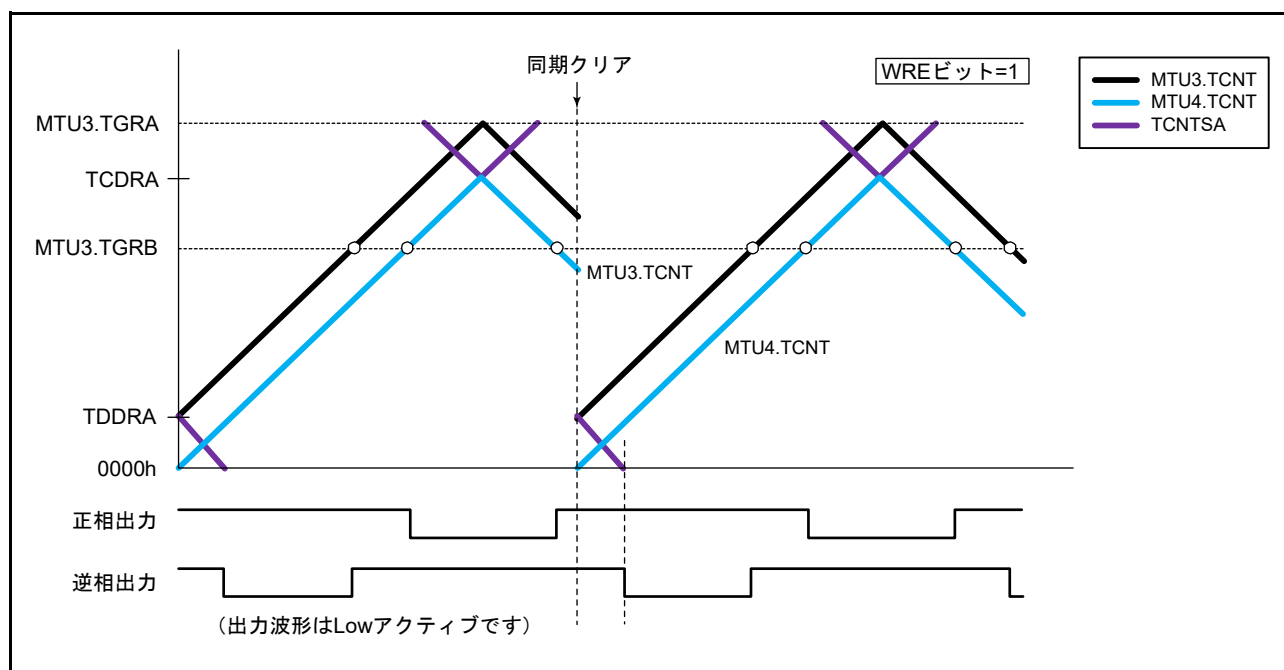 同期クリア
WREビット=1
MTU3.TCNT
MTU4.TCNT
TCNTSA
MTU3.TGRA
TCDRA
MTU3.TGRB
MTU3.TCNT
MTU4.TCNT
TDDRA
0000h
正相出力
逆相出力
（出力波形はLowアクティブです）